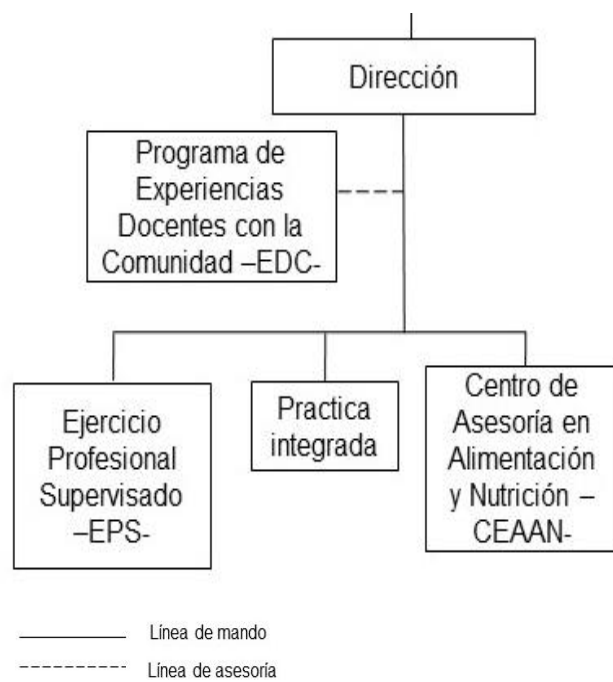 Dirección
Programa de
Experiencias
Docentes con la
Comunidad –EDC-
Ejercicio
Profesional
Supervisado
–EPS-
Practica
integrada
Centro de
Asesoría en
Alimentación
y Nutrición –
CEAAN-
Línea de mando
Línea de asesoría